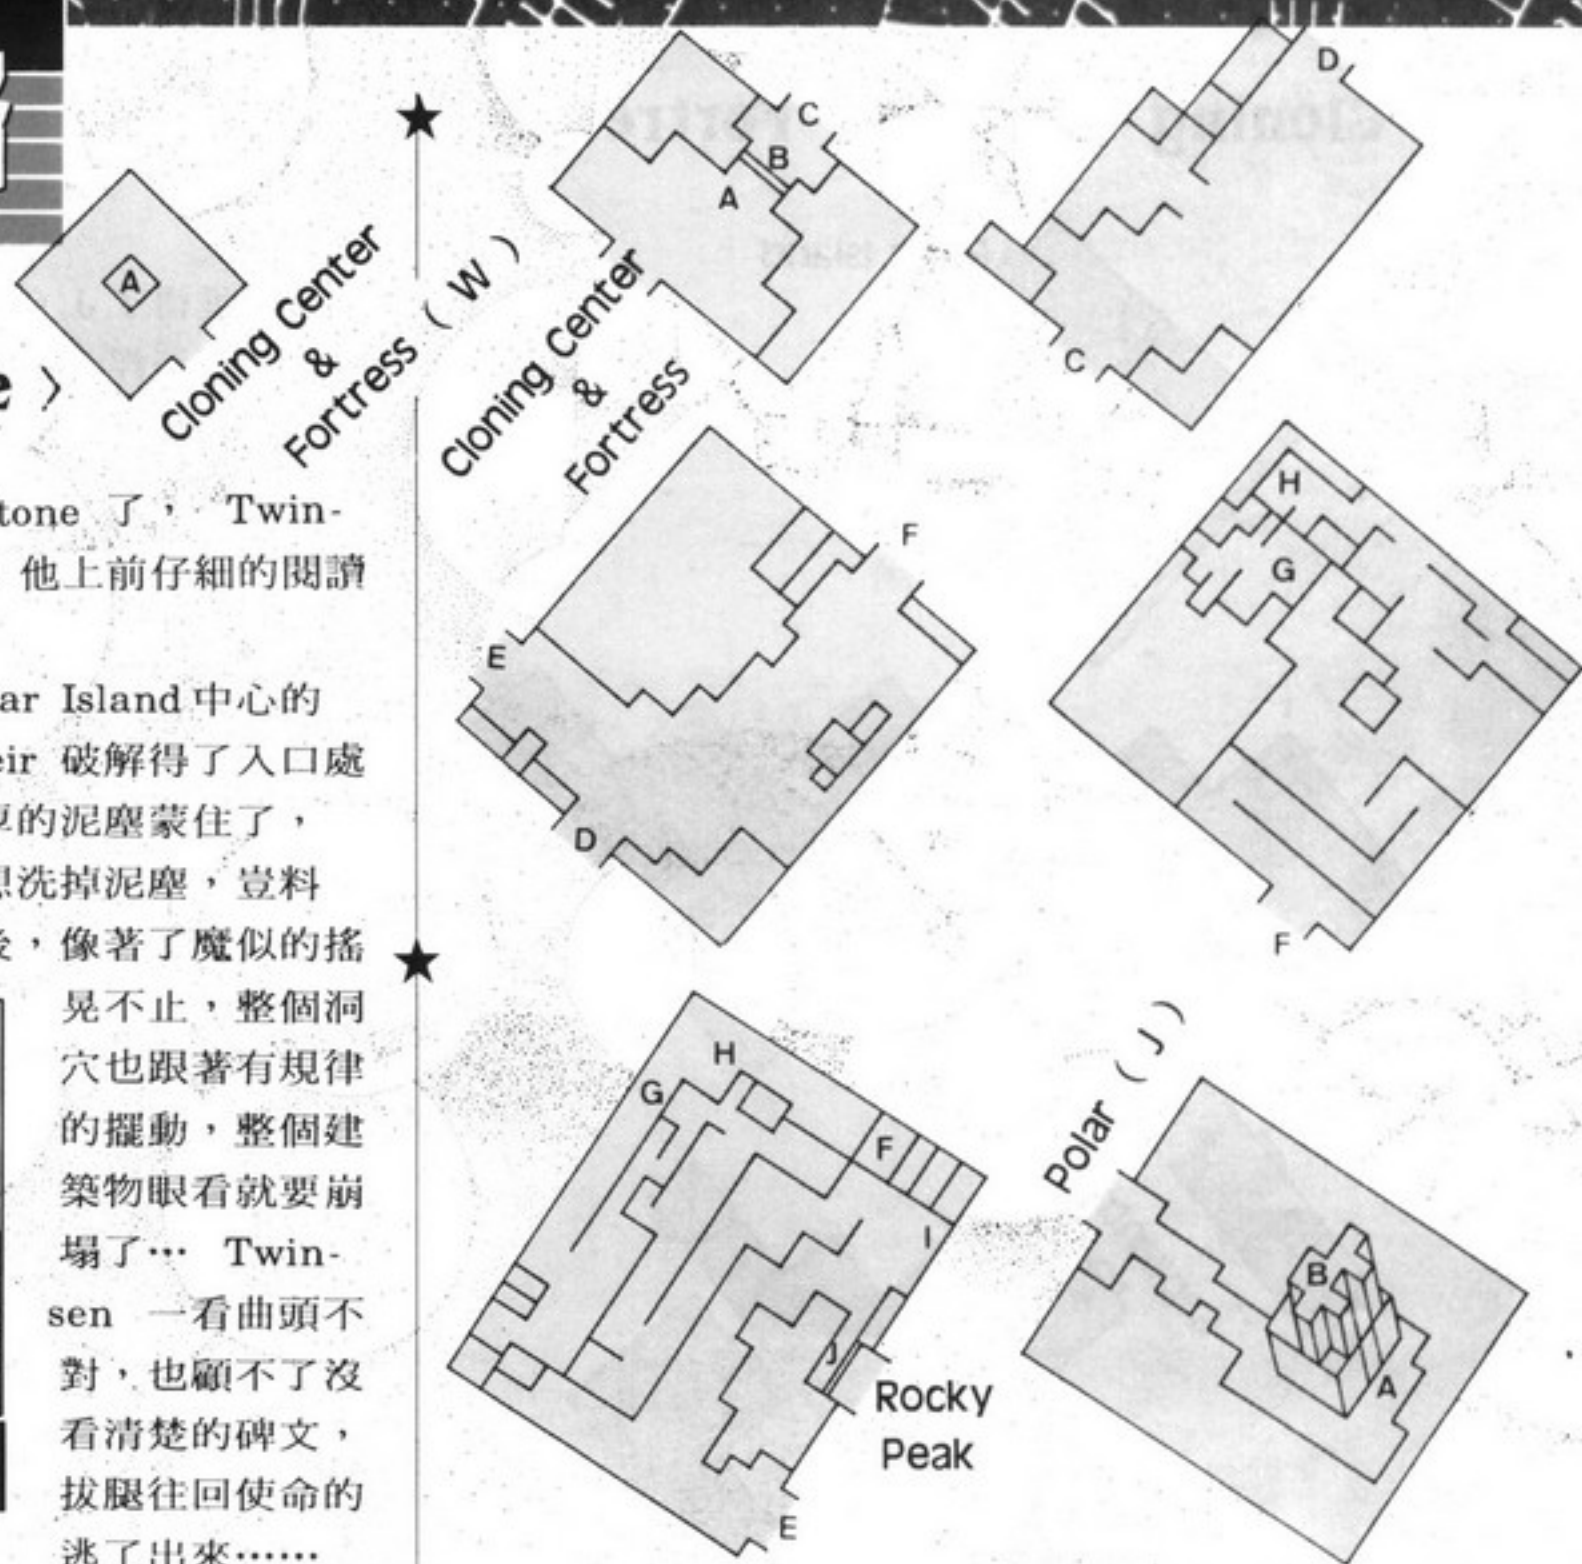 A
Cloning Center
&
Fortress ( W )
e 〉
tone 了， Twin-
他上前仔細的閱讀
ar Island 中心的
eir 破解得了入口處
的泥塵蒙住了，
洗掉泥塵，豈料
後，像著了魔似的搖
晃不止，整個洞
穴也跟著有規律
的擺動，整個建
築物眼看就要崩
塌了… Twin-
sen 一看曲頭不
對，也顧不了沒
看清楚的碑文，
拔腿往回使命的
逃了出來……
C
B
A
Cloning Center
&
Fortress
D
C
F
E
D
H
G
F
H
G
F
I
J
Rocky
Peak
E
Polar ( J )
B
A